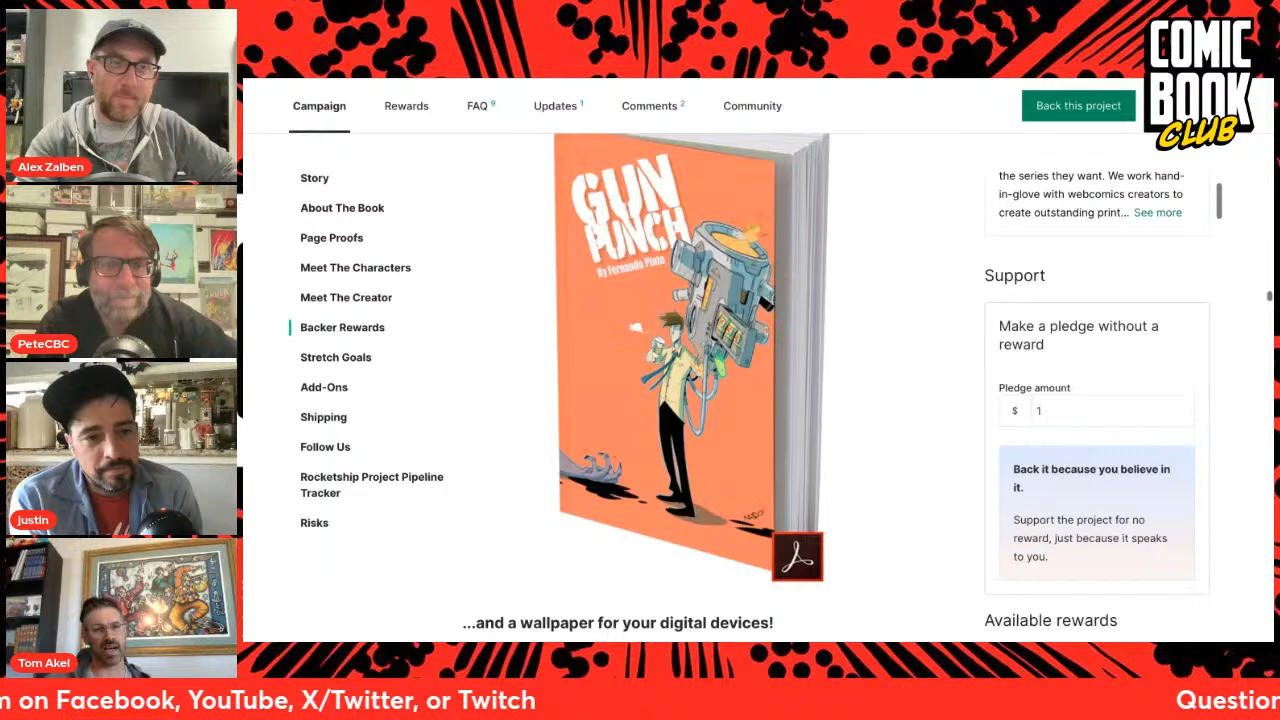 Alex Zalben
PeteCBC
justin
Tom Akel
COMIC
BOOK
CLUB
Campaign
Rewards
FAQ 9
Updates 1
Comments 2
Community
Back this project
Story
About The Book
Page Proofs
Meet The Characters
Meet The Creator
Backer Rewards
Stretch Goals
Add-Ons
Shipping
Follow Us
Rocketship Project Pipeline
Tracker
Risks
GUN
PUNCH
By Fernando Pinto
...and a wallpaper for your digital devices!
the series they want. We work hand-
in-glove with webcomics creators to
create outstanding print... See more
Support
Make a pledge without a
reward
Pledge amount
$ 1
Back it because you believe in
it.
Support the project for no
reward, just because it speaks
to you.
Available rewards
m on Facebook, YouTube, X/Twitter, or Twitch
Question